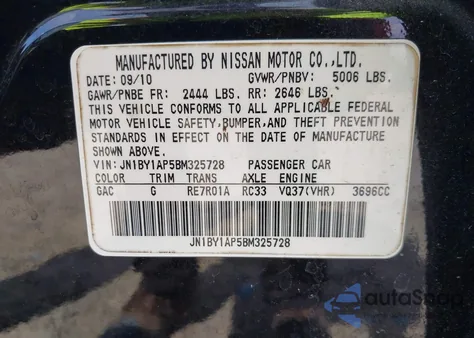 MANUFACTURED BY NISSAN MOTOR CO.,LTD.
DATE: 09/10 GVWR/PNBV: 5006 LBS.
GAWR/PNBE FR: 2444 LBS. RR: 2646 LBS.
THIS VEHICLE CONFORMS TO ALL APPLICABLE FEDERAL
MOTOR VEHICLE SAFETY,BUMPER,AND THEFT PREVENTION
STANDARDS IN EFFECT ON THE DATE OF MANUFACTURE
SHOWN ABOVE.
VIN: JN1BY1AP5BM325728 PASSENGER CAR
COLOR TRIM TRANS AXLE ENGINE
GAC G RE7R01A RC33 VQ37(VHR) 3696CC
JN1BY1AP5BM325728